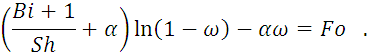 (Bi + 1 / Sh + α) ln(1 − ω) − αω = Fo .